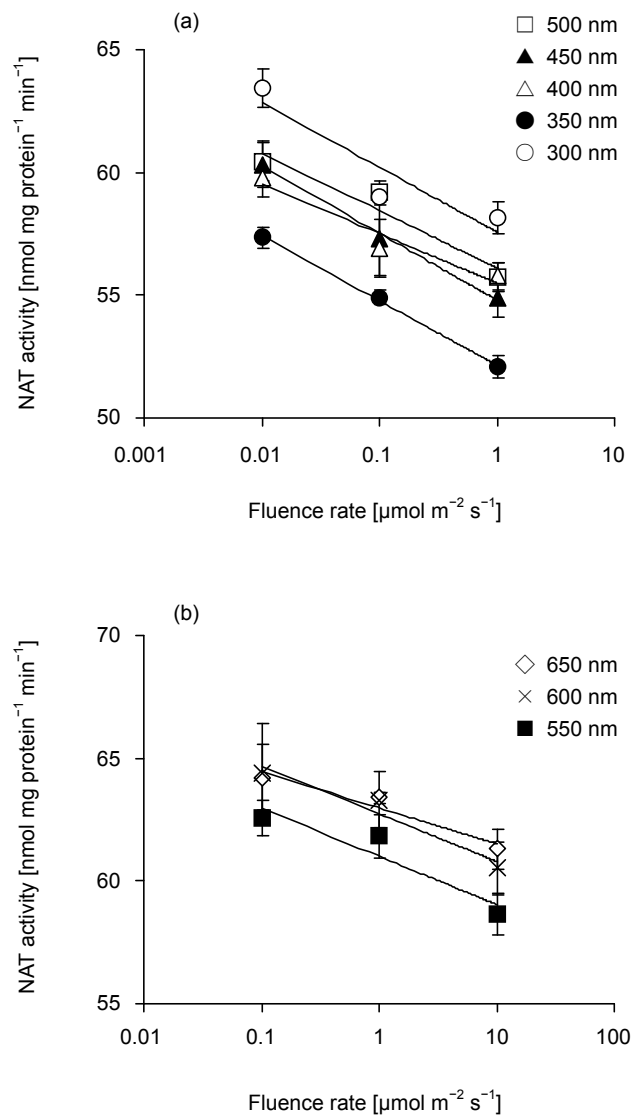 (a)
500 nm
450 nm
400 nm
350 nm
300 nm
NAT activity [nmol mg protein⁻¹ min⁻¹]
65
60
55
50
0.001 0.01 0.1 1 10
Fluence rate [µmol m⁻² s⁻¹]
(b)
650 nm
600 nm
550 nm
NAT activity [nmol mg protein⁻¹ min⁻¹]
70
65
60
55
0.01 0.1 1 10 100
Fluence rate [µmol m⁻² s⁻¹]